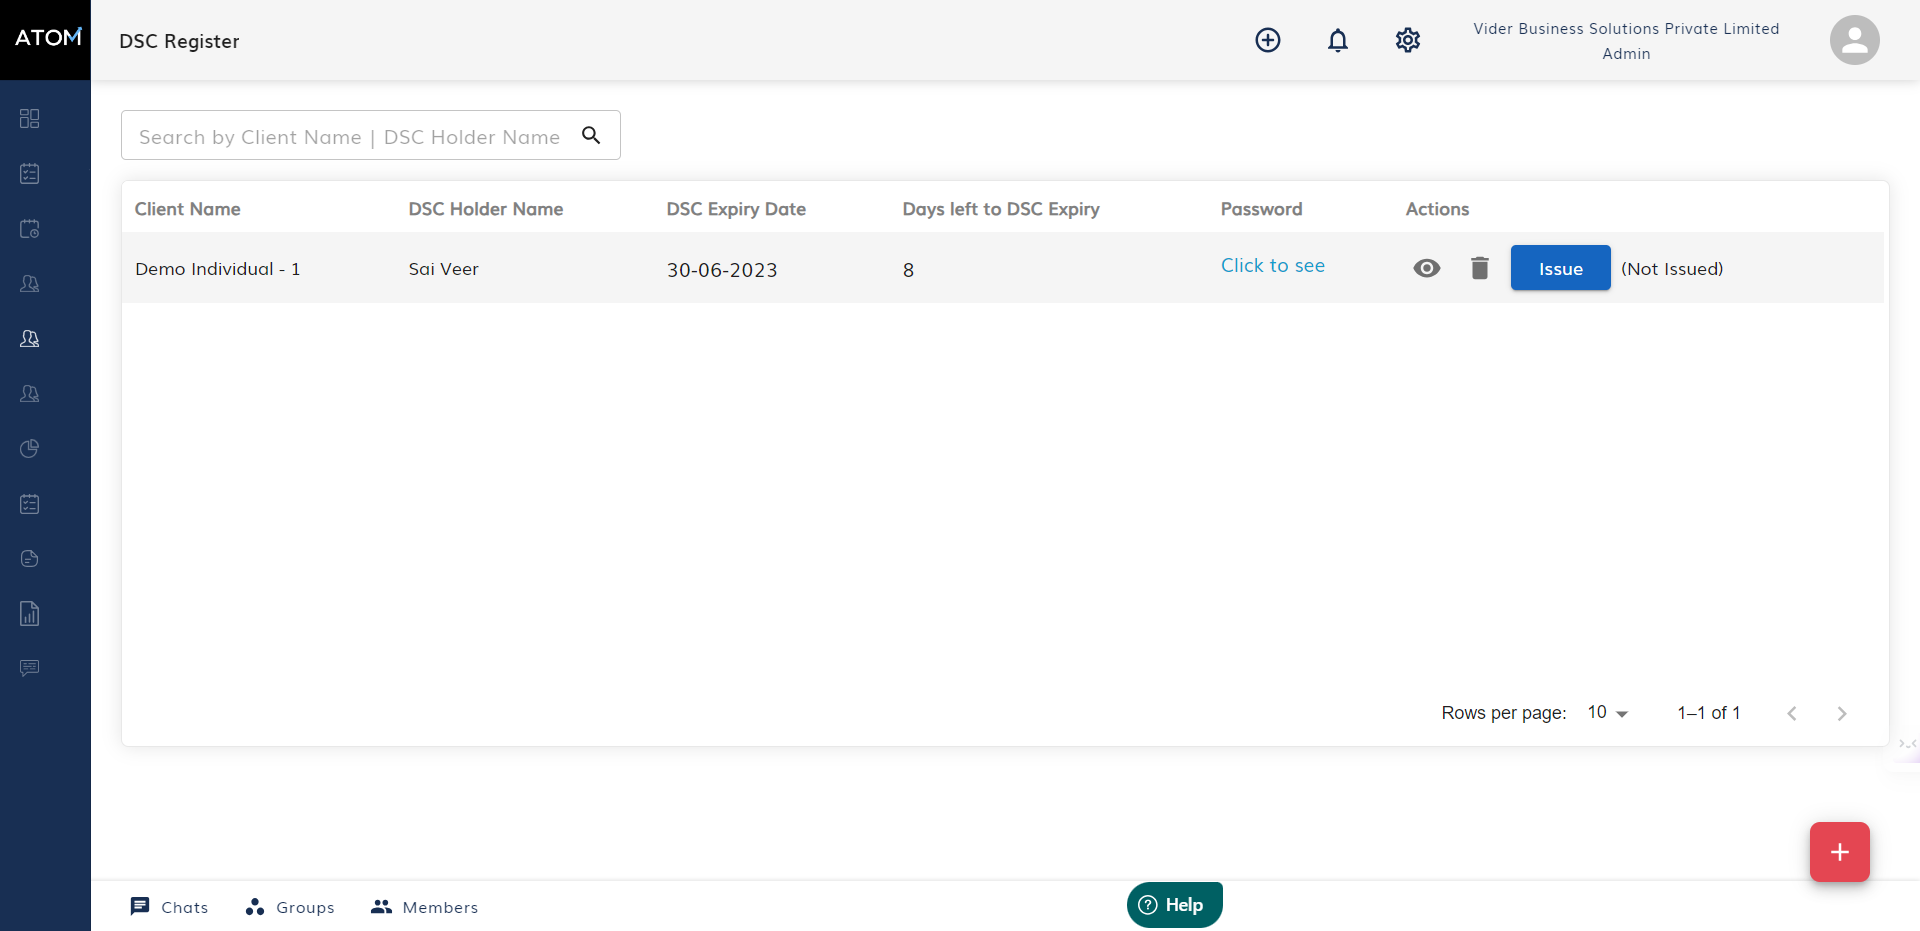 ATOM
DSC Register
Vider Business Solutions Private Limited
Admin
Search by Client Name | DSC Holder Name
Client Name DSC Holder Name DSC Expiry Date Days left to DSC Expiry Password Actions
Demo Individual - 1 Sai Veer 30-06-2023 8 Click to see Issue (Not Issued)
Rows per page: 10 1–1 of 1
Chats Groups Members Help